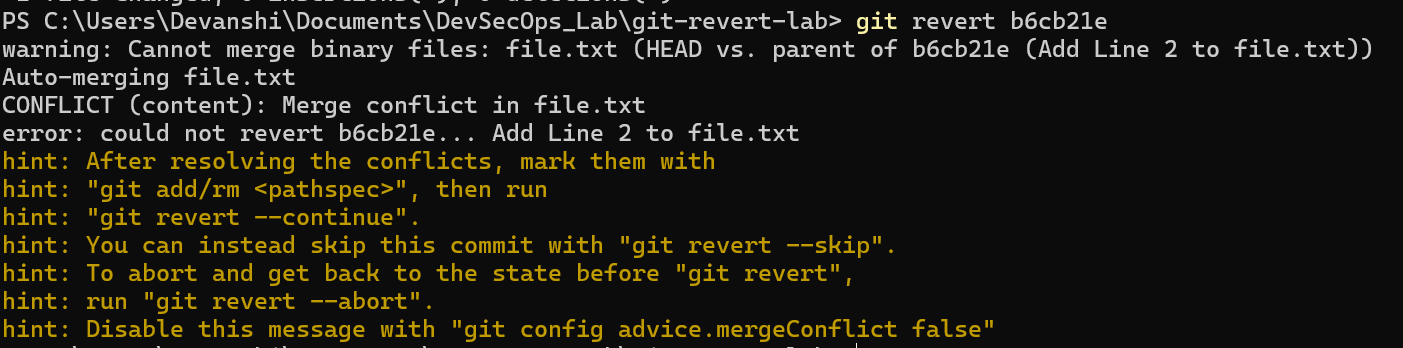 PS C:\Users\Devanshi\Documents\DevSecOps_Lab\git-revert-lab> git revert b6cb21e
warning: Cannot merge binary files: file.txt (HEAD vs. parent of b6cb21e (Add Line 2 to file.txt))
Auto-merging file.txt
CONFLICT (content): Merge conflict in file.txt
error: could not revert b6cb21e... Add Line 2 to file.txt
hint: After resolving the conflicts, mark them with
hint: "git add/rm <pathspec>", then run
hint: "git revert --continue".
hint: You can instead skip this commit with "git revert --skip".
hint: To abort and get back to the state before "git revert",
hint: run "git revert --abort".
hint: Disable this message with "git config advice.mergeConflict false"